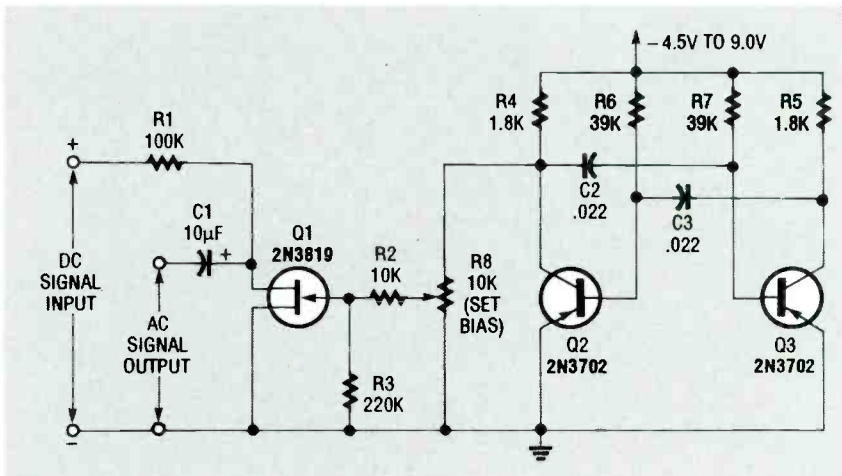 – 4.5V TO 9.0V
R1
100K
R4
1.8K
R6
39K
R7
39K
R5
1.8K
+
C1
10µF
+
Q1
2N3819
C2
.022
C3
.022
DC
SIGNAL
INPUT
AC
SIGNAL
OUTPUT
R2
10K
R8
10K
(SET
BIAS)
R3
220K
Q2
2N3702
Q3
2N3702
–